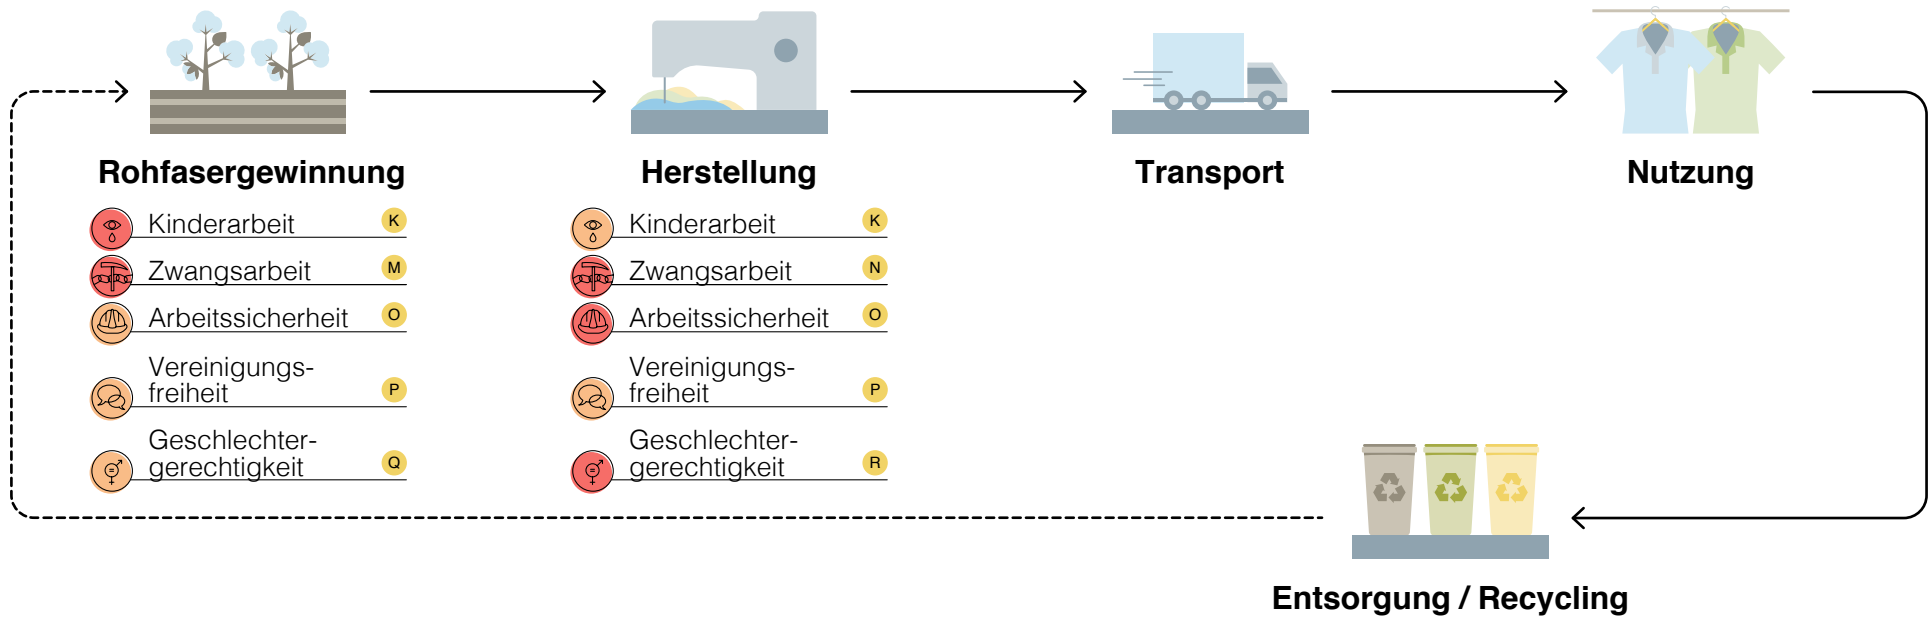 Rohfasergewinnung
Kinderarbeit K
Zwangsarbeit M
Arbeitssicherheit O
Vereinigungs-
freiheit P
Geschlechter-
gerechtigkeit Q
Herstellung
Kinderarbeit K
Zwangsarbeit N
Arbeitssicherheit O
Vereinigungs-
freiheit P
Geschlechter-
gerechtigkeit R
Transport
Nutzung
Entsorgung / Recycling